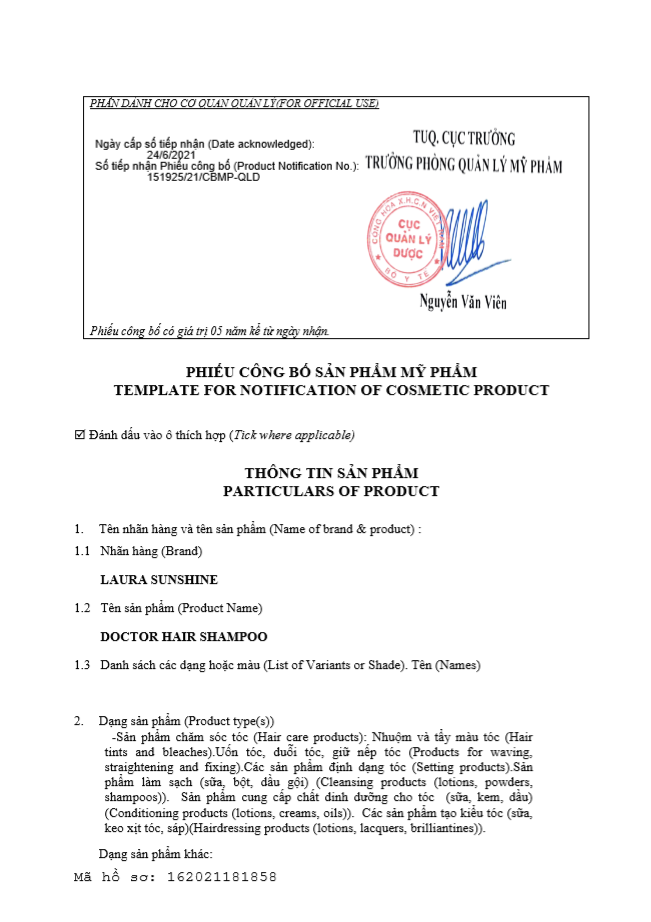 PHẦN DÀNH CHO CƠ QUAN QUẢN LÝ(FOR OFFICIAL USE)
Ngày cấp số tiếp nhận (Date acknowledged):
24/6/2021
Số tiếp nhận Phiếu công bố (Product Notification No.):
151925/21/CBMP-QLD
TUQ. CỤC TRƯỞNG
TRƯỞNG PHÒNG QUẢN LÝ MỸ PHẨM
CỘNG HÒA X.H.C.N VIỆT NAM
CỤC
QUẢN LÝ
DƯỢC
BỘ Y TẾ
Nguyễn Văn Viên
Phiếu công bố có giá trị 05 năm kể từ ngày nhận.
PHIẾU CÔNG BỐ SẢN PHẨM MỸ PHẨM
TEMPLATE FOR NOTIFICATION OF COSMETIC PRODUCT
☑ Đánh dấu vào ô thích hợp (Tick where applicable)
THÔNG TIN SẢN PHẨM
PARTICULARS OF PRODUCT
1. Tên nhãn hàng và tên sản phẩm (Name of brand & product) :
1.1 Nhãn hàng (Brand)
LAURA SUNSHINE
1.2 Tên sản phẩm (Product Name)
DOCTOR HAIR SHAMPOO
1.3 Danh sách các dạng hoặc màu (List of Variants or Shade). Tên (Names)
2. Dạng sản phẩm (Product type(s))
-Sản phẩm chăm sóc tóc (Hair care products): Nhuộm và tẩy màu tóc (Hair
tints and bleaches).Uốn tóc, duỗi tóc, giữ nếp tóc (Products for waving,
straightening and fixing).Các sản phẩm định dạng tóc (Setting products).Sản
phẩm làm sạch (sữa, bột, dầu gội) (Cleansing products (lotions, powders,
shampoos)). Sản phẩm cung cấp chất dinh dưỡng cho tóc (sữa, kem, dầu)
(Conditioning products (lotions, creams, oils)). Các sản phẩm tạo kiểu tóc (sữa,
keo xịt tóc, sáp)(Hairdressing products (lotions, lacquers, brilliantines)).
Dạng sản phẩm khác:
Mã hồ sơ: 162021181858